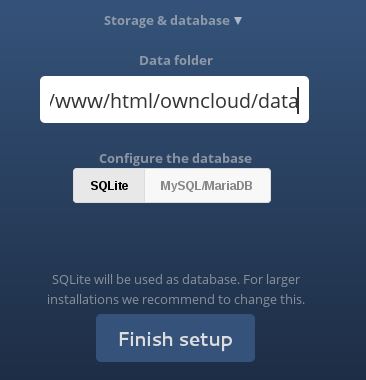 Storage & database ▼
Data folder
/www/html/owncloud/data
Configure the database
SQLite
MySQL/MariaDB
SQLite will be used as database. For larger
installations we recommend to change this.
Finish setup